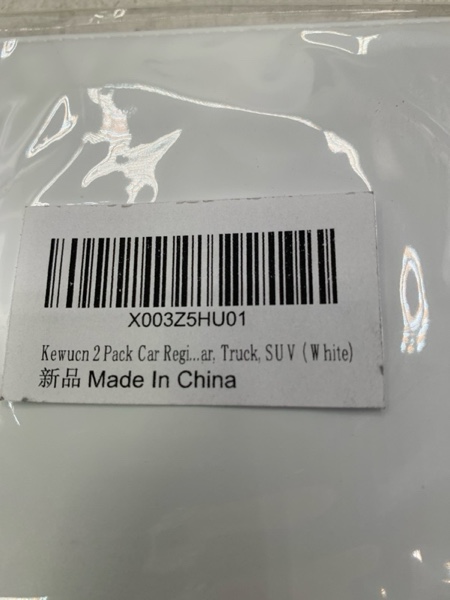 X003Z5HU01
Kewucn 2 Pack Car Regi...ar, Truck, SUV (White)
新品 Made In China